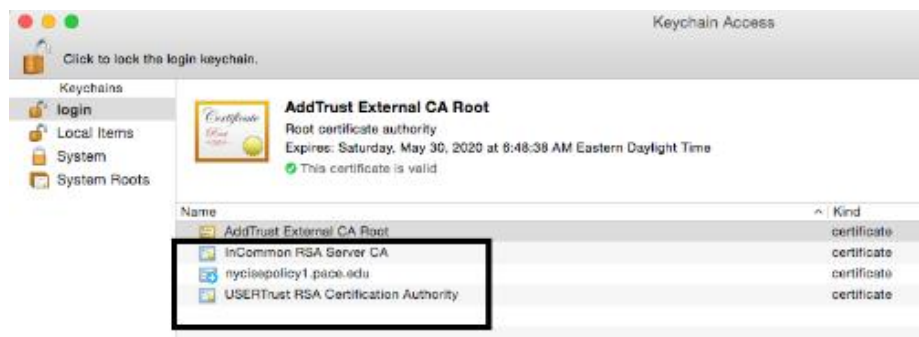 Keychain Access
Click to lock the login keychain.
Keychains
login
Local Items
System
System Roots
Certificate
Root
AddTrust External CA Root
Root certificate authority
Expires: Saturday, May 30, 2020 at 6:48:38 AM Eastern Daylight Time
This certificate is valid
Name Kind
AddTrust External CA Root certificate
InCommon RSA Server CA certificate
nycisepolicy1.pace.edu certificate
USERTrust RSA Certification Authority certificate